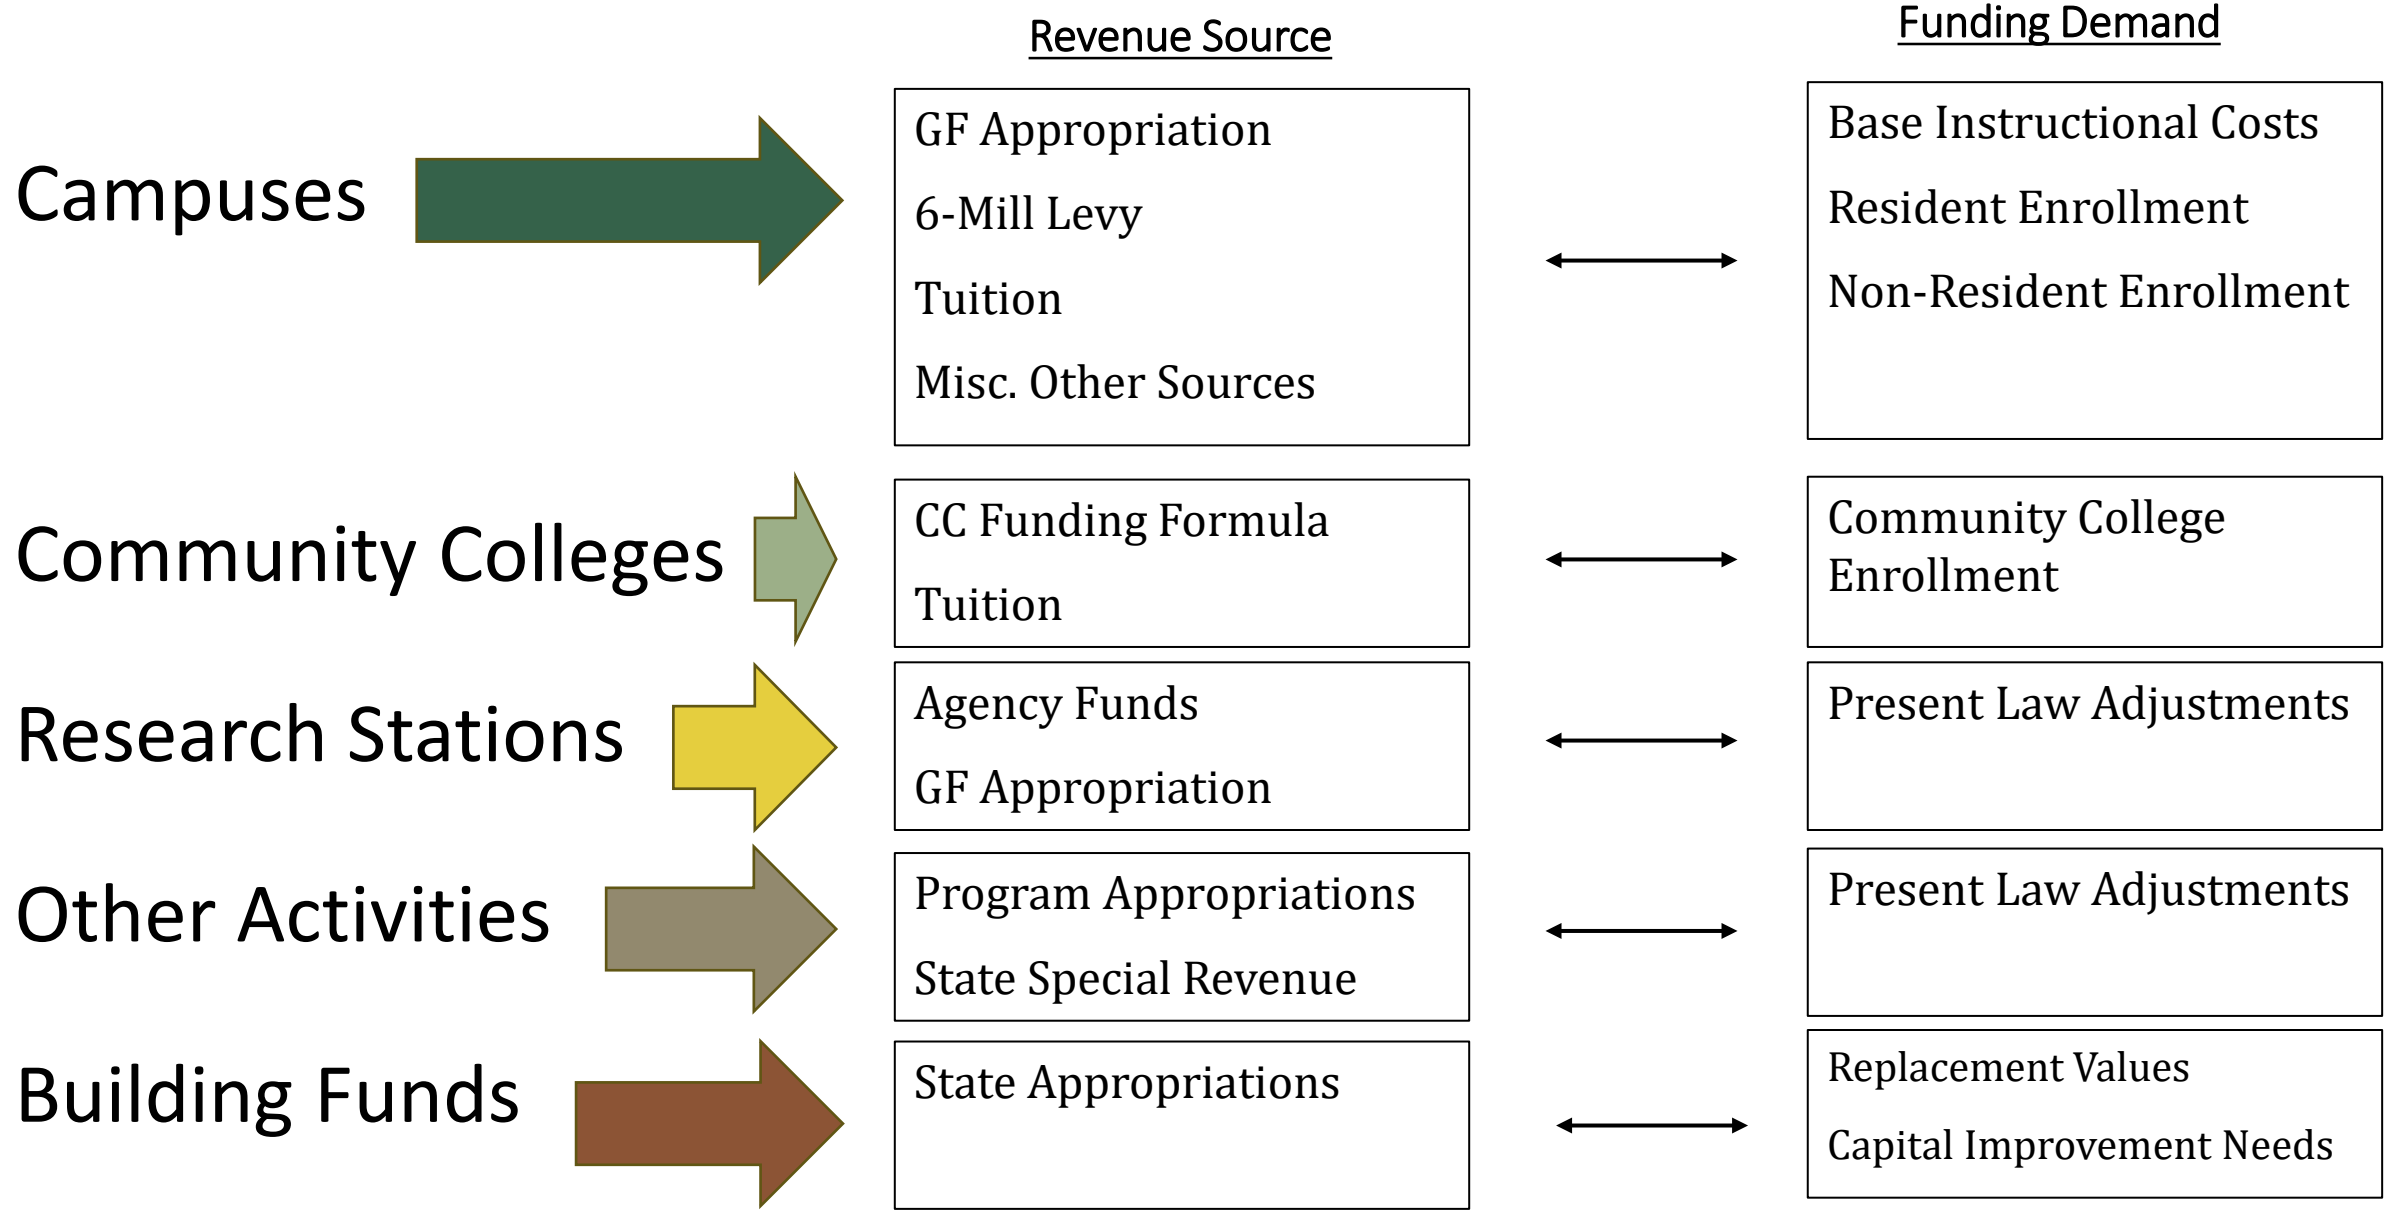 Revenue Source
Funding Demand
Campuses
GF Appropriation
6-Mill Levy
Tuition
Misc. Other Sources
Base Instructional Costs
Resident Enrollment
Non-Resident Enrollment
Community Colleges
CC Funding Formula
Tuition
Community College
Enrollment
Research Stations
Agency Funds
GF Appropriation
Present Law Adjustments
Other Activities
Program Appropriations
State Special Revenue
Present Law Adjustments
Building Funds
State Appropriations
Replacement Values
Capital Improvement Needs